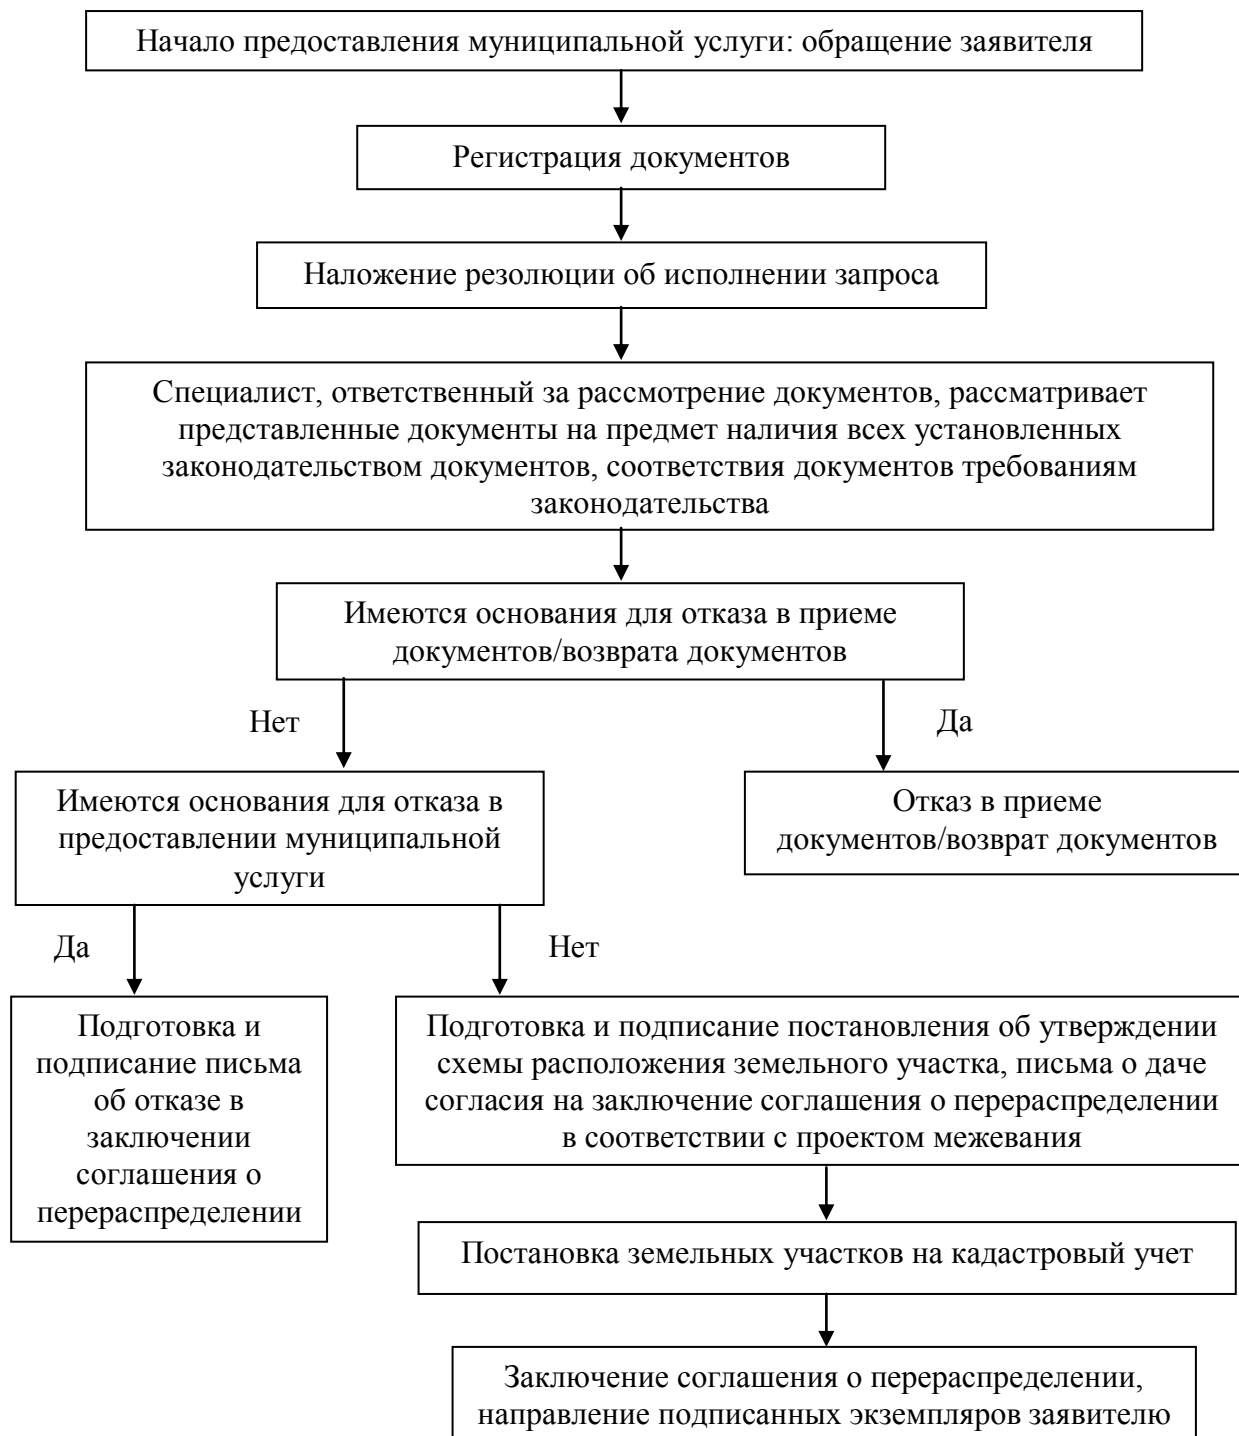 Начало предоставления муниципальной услуги: обращение заявителя
Регистрация документов
Наложение резолюции об исполнении запроса
Специалист, ответственный за рассмотрение документов, рассматривает
представленные документы на предмет наличия всех установленных
законодательством документов, соответствия документов требованиям
законодательства
Имеются основания для отказа в приеме
документов/возврата документов
Нет
Да
Имеются основания для отказа в
предоставлении муниципальной
услуги
Отказ в приеме
документов/возврат документов
Да
Нет
Подготовка и
подписание письма
об отказе в
заключении
соглашения о
перераспределении
Подготовка и подписание постановления об утверждении
схемы расположения земельного участка, письма о даче
согласия на заключение соглашения о перераспределении
в соответствии с проектом межевания
Постановка земельных участков на кадастровый учет
Заключение соглашения о перераспределении,
направление подписанных экземпляров заявителю